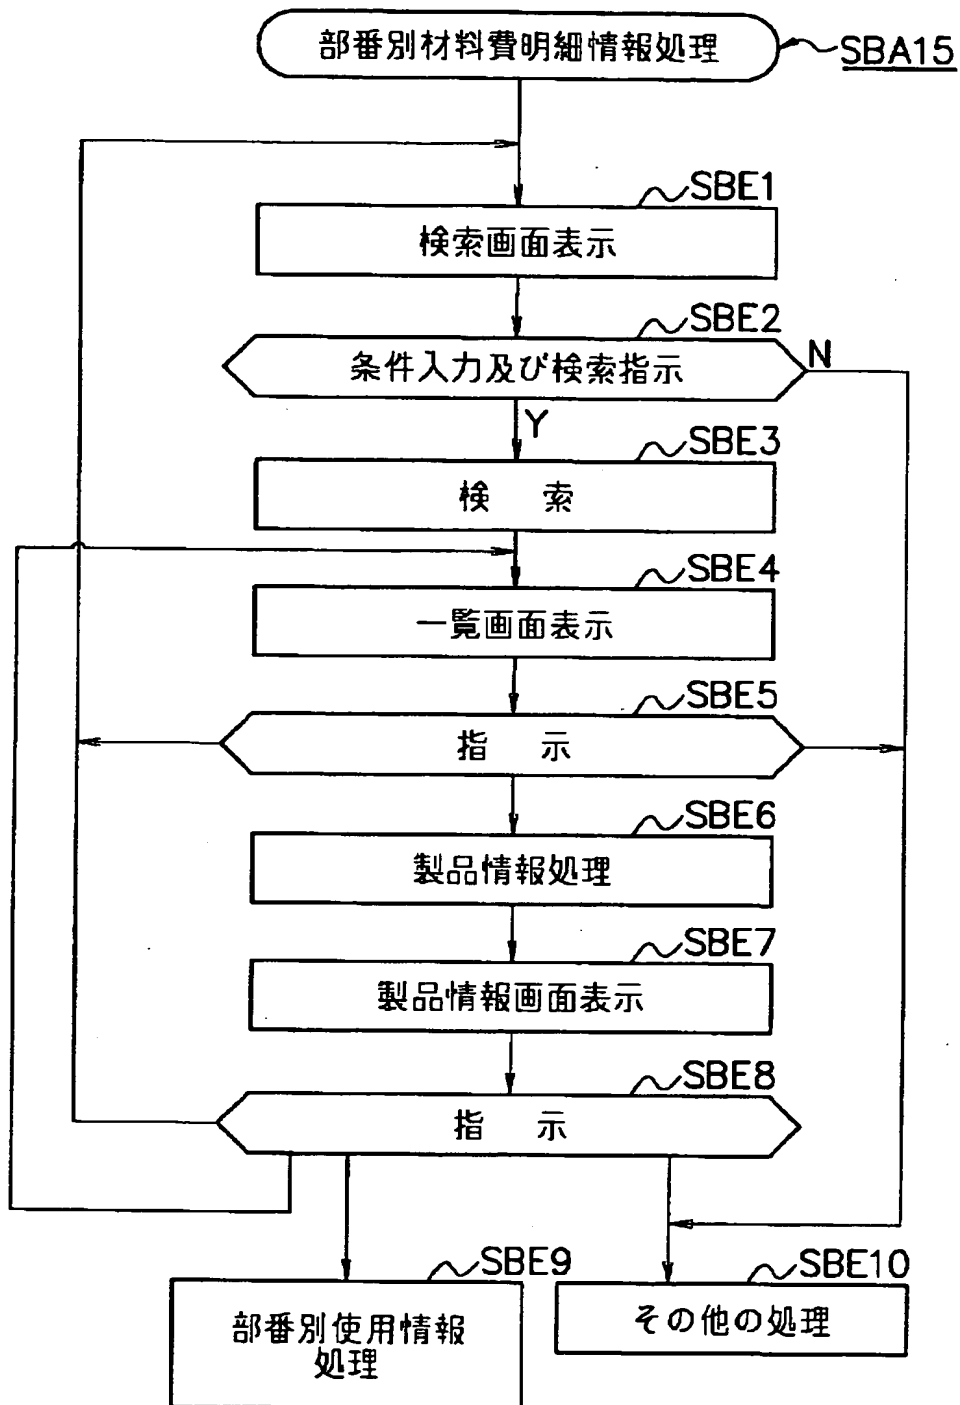 部番別材料費明細情報処理
SBA15
SBE1
検索画面表示
SBE2
条件入力及び検索指示
N
Y
SBE3
検 索
SBE4
一覧画面表示
SBE5
指 示
SBE6
製品情報処理
SBE7
製品情報画面表示
SBE8
指 示
SBE9
部番別使用情報
処理
SBE10
その他の処理